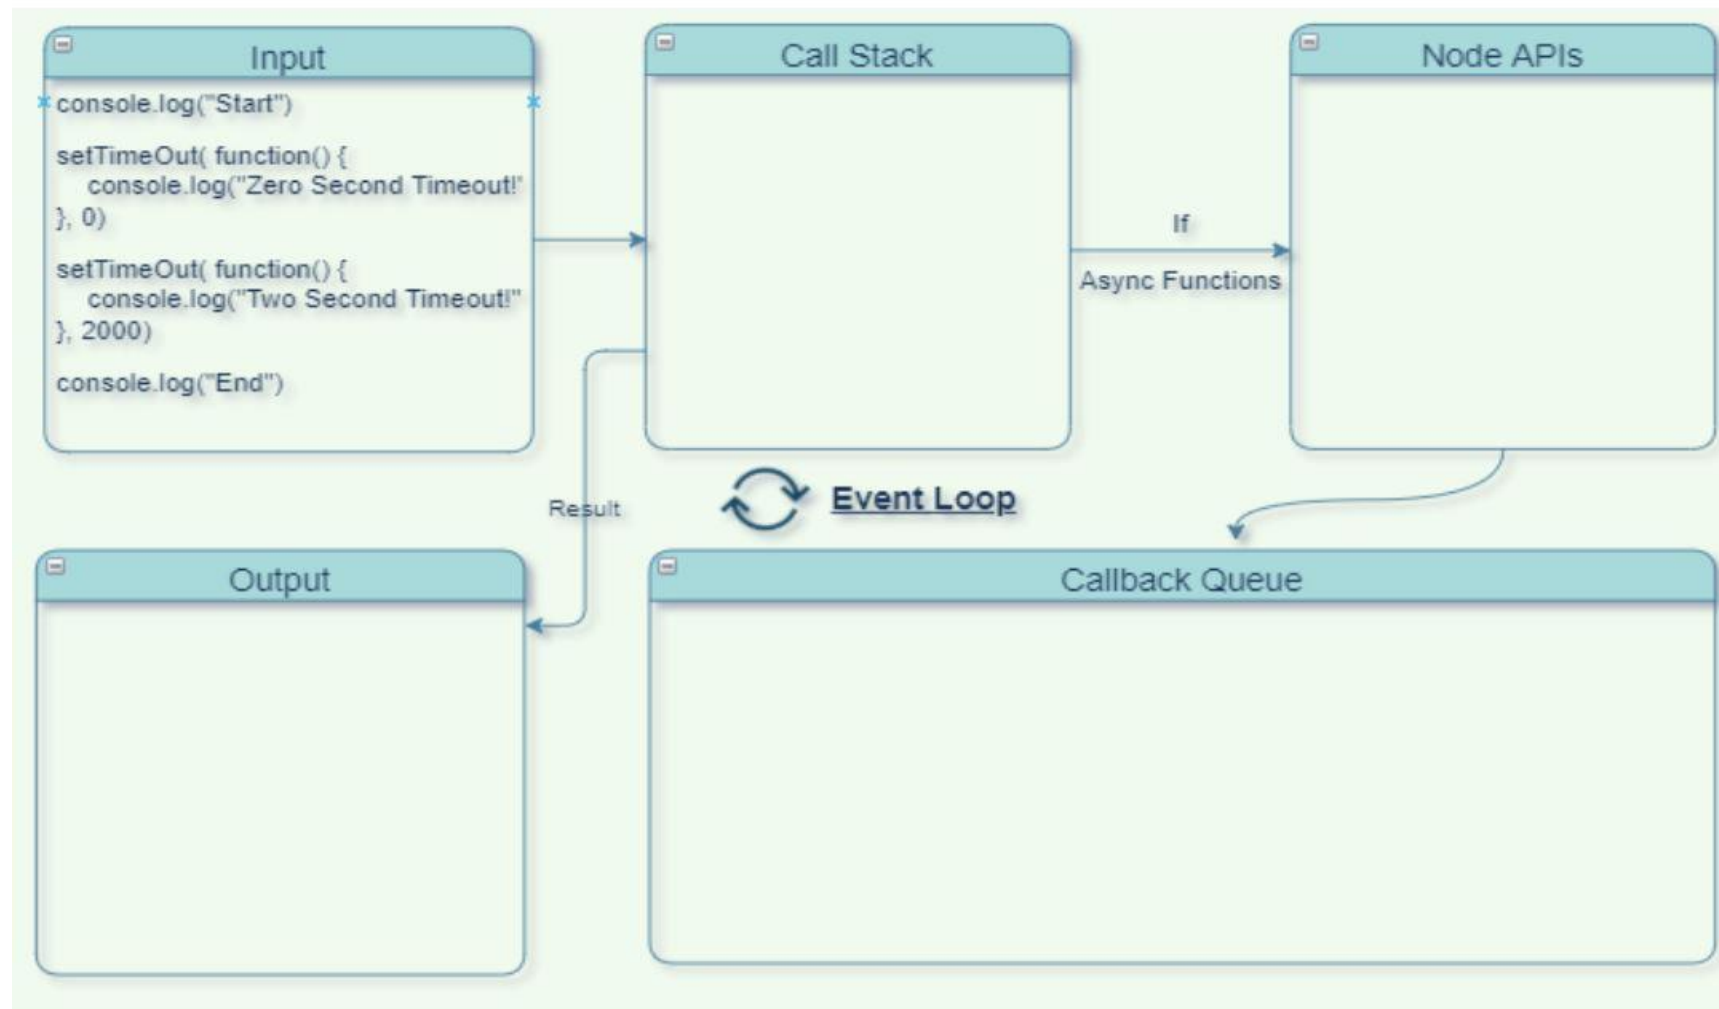 Input
console.log("Start")
setTimeOut( function() {
console.log("Zero Second Timeout!"
}, 0)
setTimeOut( function() {
console.log("Two Second Timeout!"
}, 2000)
console.log("End")
Call Stack
If
Async Functions
Node APIs
Result
Event Loop
Output
Callback Queue